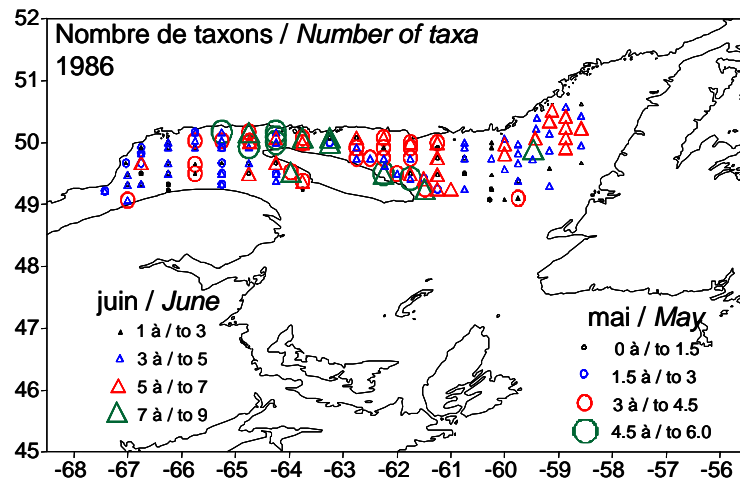 52
Nombre de taxons / Number of taxa
1986
51
50
49
48
47
46
45
juin / June
1 à / to 3
3 à / to 5
5 à / to 7
7 à / to 9
mai / May
0 à / to 1.5
1.5 à / to 3
3 à / to 4.5
4.5 à / to 6.0
-68 -67 -66 -65 -64 -63 -62 -61 -60 -59 -58 -57 -56